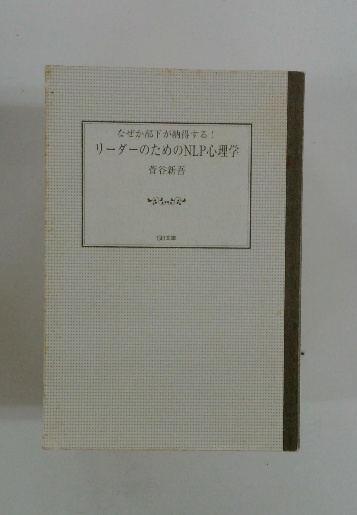 なぜか部下が納得する！
リーダーのためのNLP心理学
菅谷新吾